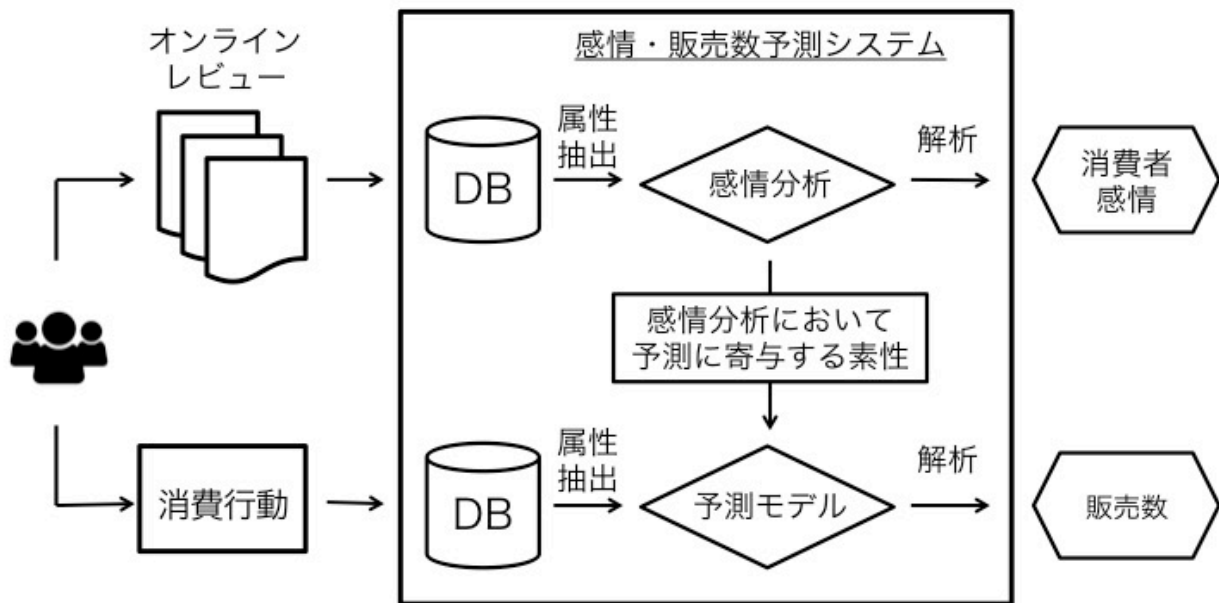 オンライン
レビュー
感情・販売数予測システム
DB
属性
抽出
感情分析
解析
消費者
感情
感情分析において
予測に寄与する素性
消費行動
DB
属性
抽出
予測モデル
解析
販売数